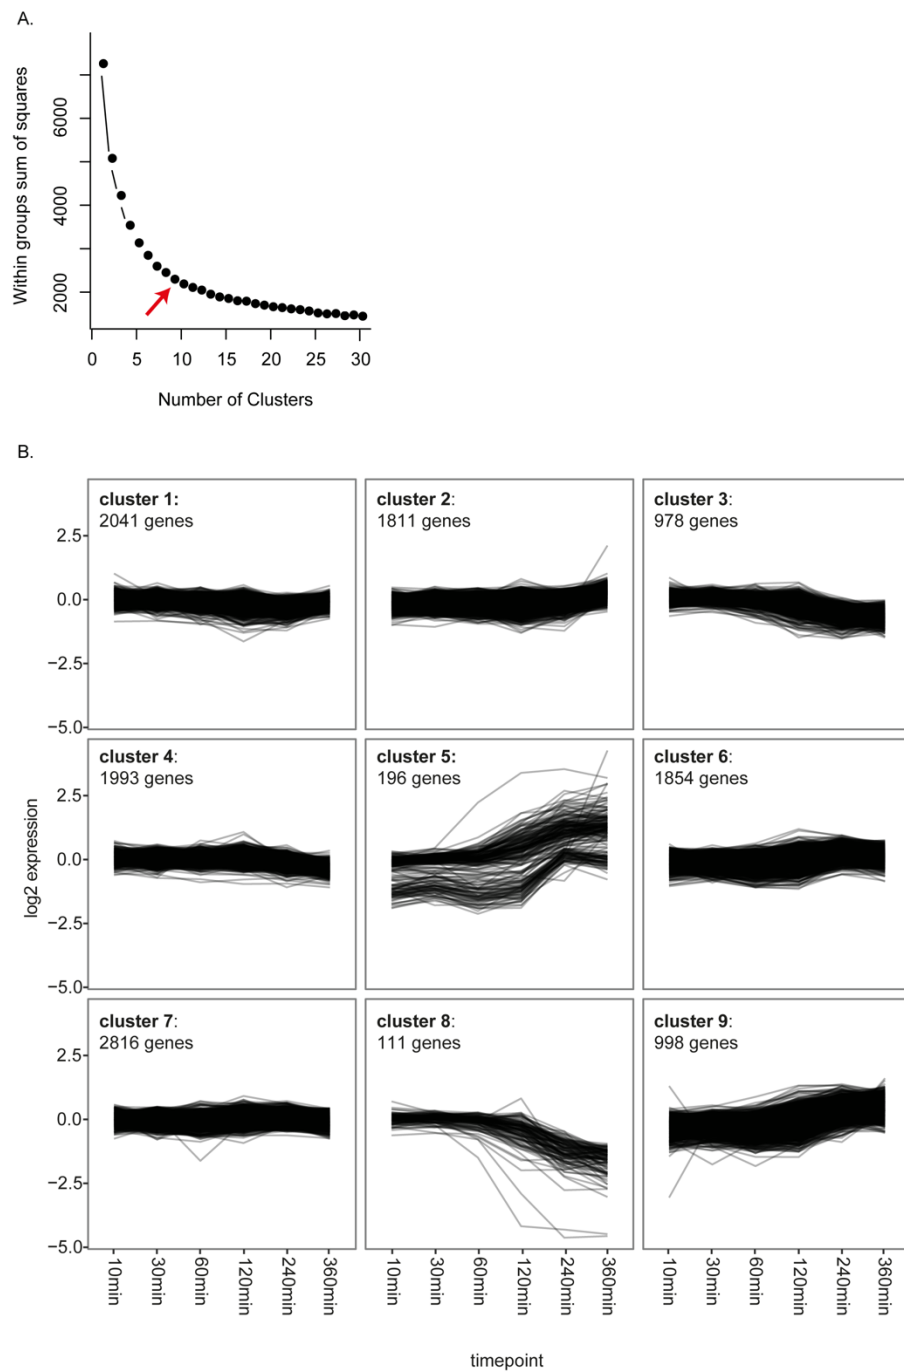 A.
Within groups sum of squares
6000
4000
2000
0
5
10
15
20
25
30
Number of Clusters
B.
cluster 1:
2041 genes
cluster 2:
1811 genes
cluster 3:
978 genes
2.5
0.0
−2.5
−5.0
cluster 4:
1993 genes
cluster 5:
196 genes
cluster 6:
1854 genes
log2 expression
2.5
0.0
−2.5
−5.0
cluster 7:
2816 genes
cluster 8:
111 genes
cluster 9:
998 genes
2.5
0.0
−2.5
−5.0
10min
30min
60min
120min
240min
360min
10min
30min
60min
120min
240min
360min
10min
30min
60min
120min
240min
360min
timepoint